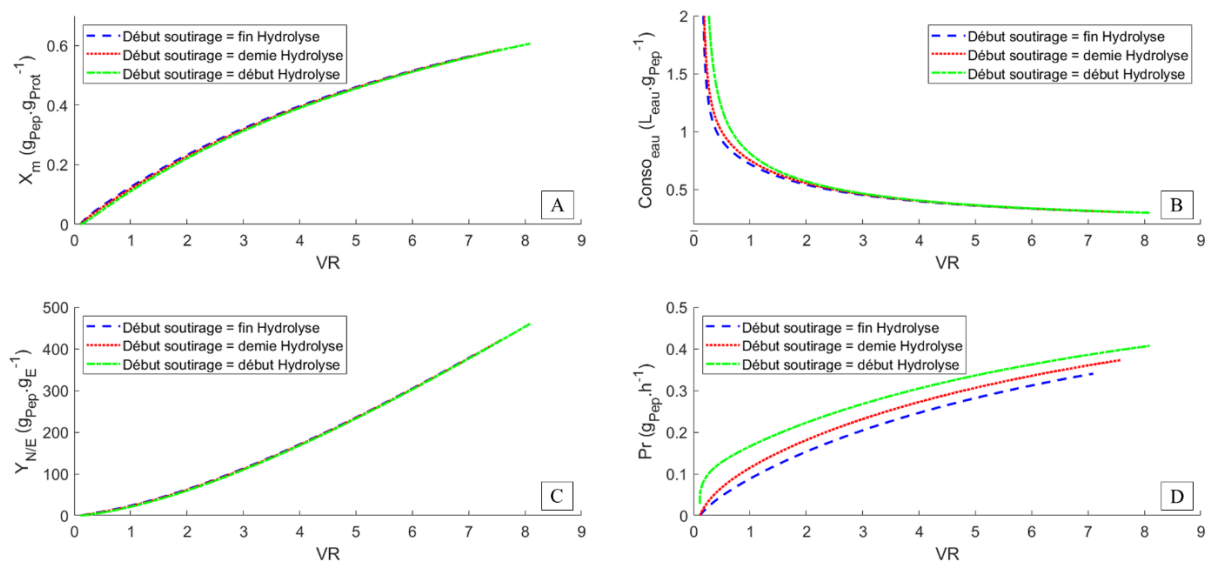 0.6
0.4
0.2
0
X_m (g_Pep.g_Prot^-1)
Début soutirage = fin Hydrolyse
Début soutirage = demie Hydrolyse
Début soutirage = début Hydrolyse
A
0 1 2 3 4 5 6 7 8 9
VR
2
1.5
1
0.5
Conso_eau (L_eau.g_Pep^-1)
Début soutirage = fin Hydrolyse
Début soutirage = demie Hydrolyse
Début soutirage = début Hydrolyse
B
0 1 2 3 4 5 6 7 8 9
VR
500
400
300
200
100
0
Y_N/E (g_Pep.g_E^-1)
Début soutirage = fin Hydrolyse
Début soutirage = demie Hydrolyse
Début soutirage = début Hydrolyse
C
0 1 2 3 4 5 6 7 8 9
VR
0.5
0.4
0.3
0.2
0.1
0
Pr (g_Pep.h^-1)
Début soutirage = fin Hydrolyse
Début soutirage = demie Hydrolyse
Début soutirage = début Hydrolyse
D
0 1 2 3 4 5 6 7 8 9
VR